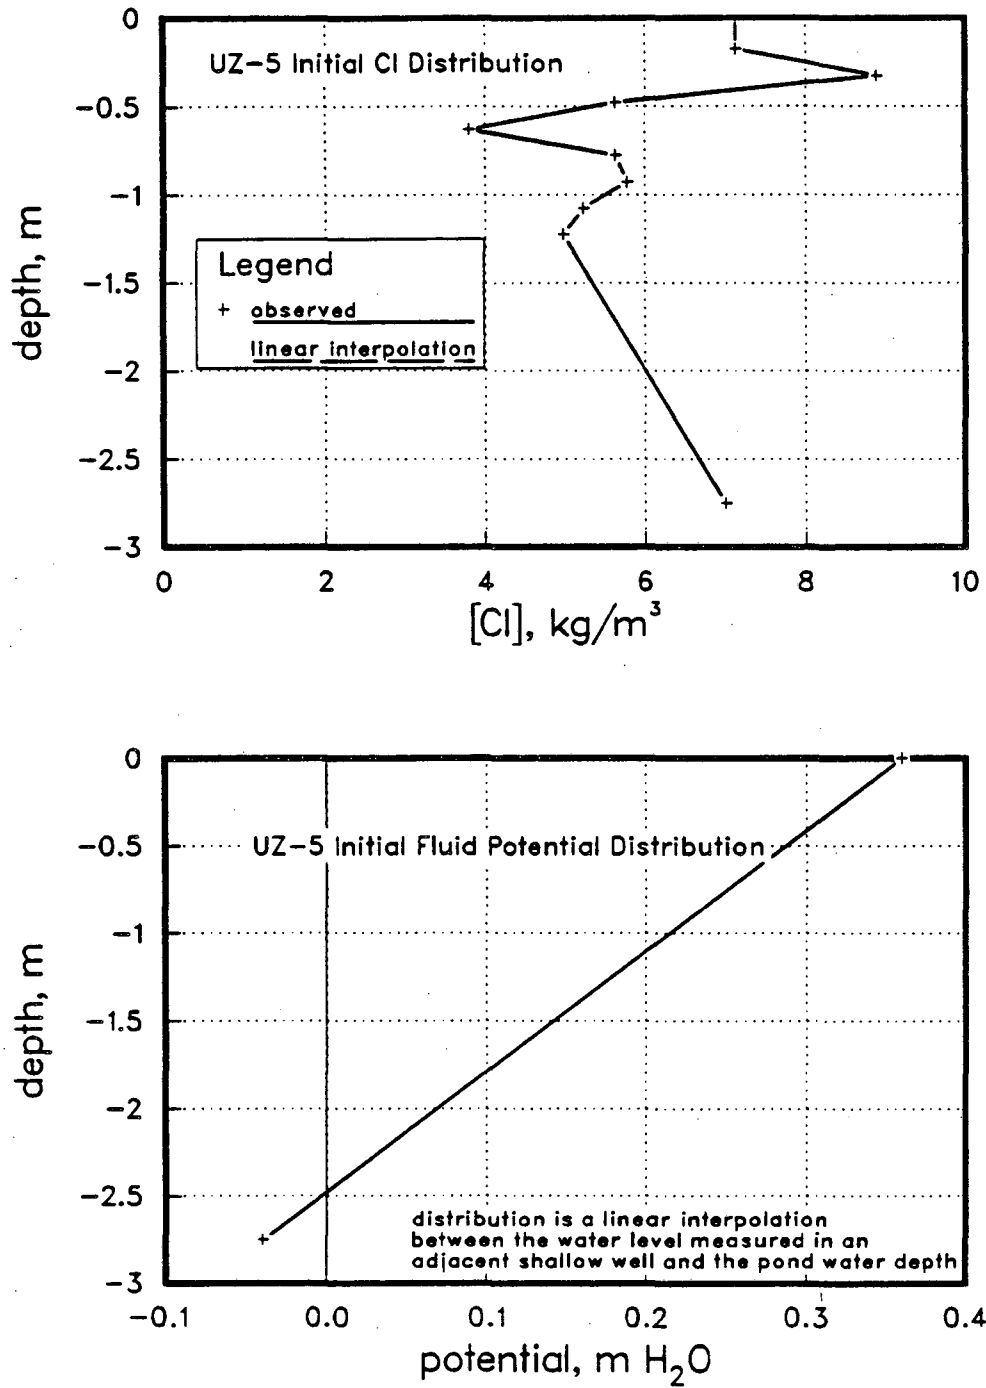 UZ-5 Initial Cl Distribution
0
-0.5
-1
-1.5
-2
-2.5
-3
depth, m
Legend
+ observed
linear interpolation
0 2 4 6 8 10
[Cl], kg/m³
0
-0.5
-1
-1.5
-2
-2.5
-3
depth, m
UZ-5 Initial Fluid Potential Distribution
distribution is a linear interpolation
between the water level measured in an
adjacent shallow well and the pond water depth
-0.1 0.0 0.1 0.2 0.3 0.4
potential, m H₂O